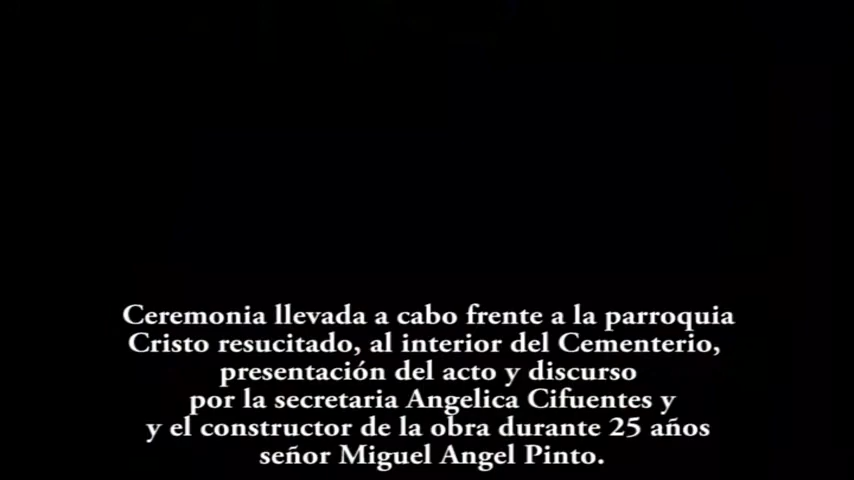 Ceremonia llevada a cabo frente a la parroquia
Cristo resucitado, al interior del Cementerio,
presentación del acto y discurso
por la secretaria Angelica Cifuentes y
y el constructor de la obra durante 25 años
señor Miguel Angel Pinto.